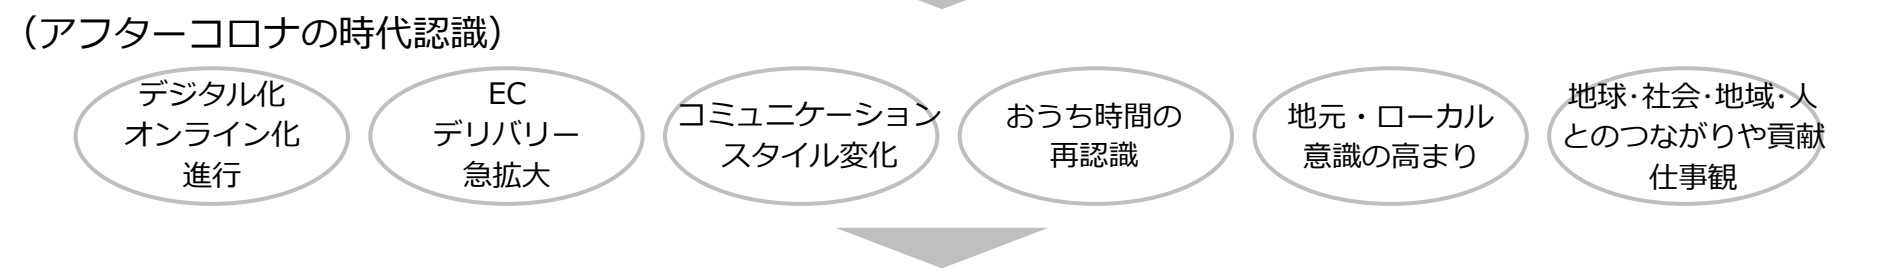 （アフターコロナの時代認識）
デジタル化
オンライン化
進行
EC
デリバリー
急拡大
コミュニケーション
スタイル変化
おうち時間の
再認識
地元・ローカル
意識の高まり
地球･社会･地域･人
とのつながりや貢献
仕事観